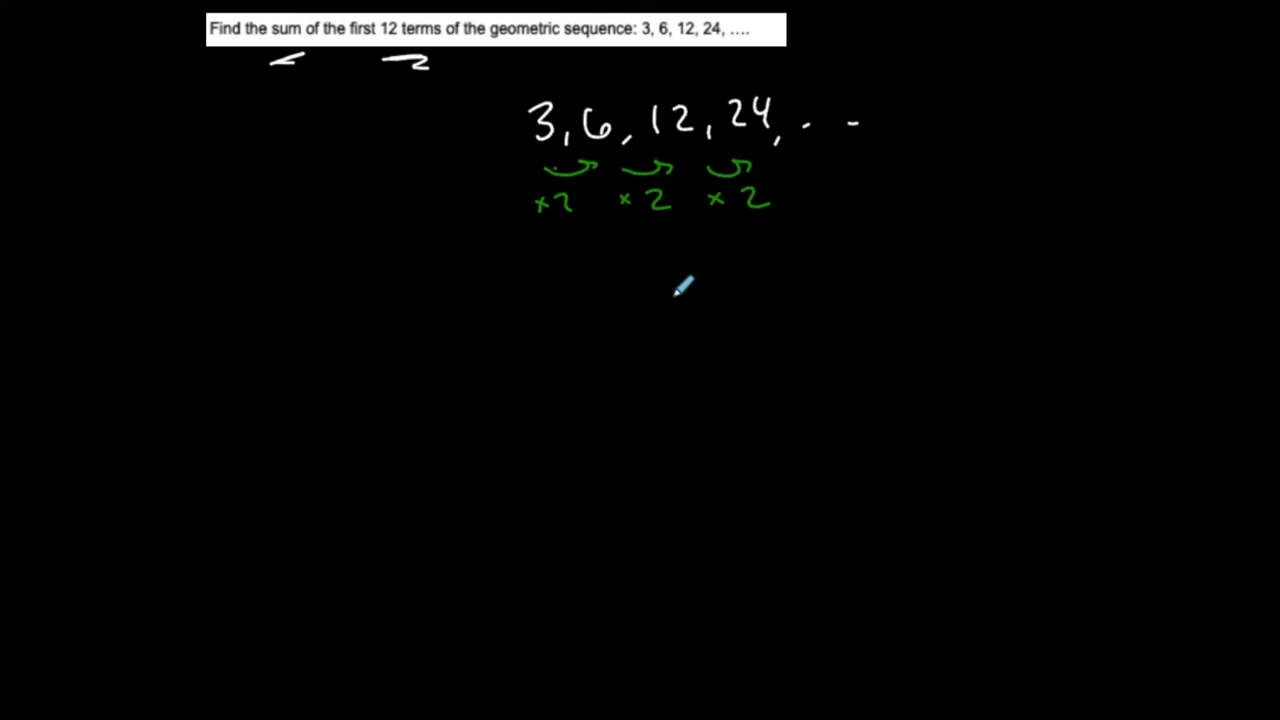 Find the sum of the first 12 terms of the geometric sequence: 3, 6, 12, 24, ....
3, 6, 12, 24, . -
×2 ×2 ×2